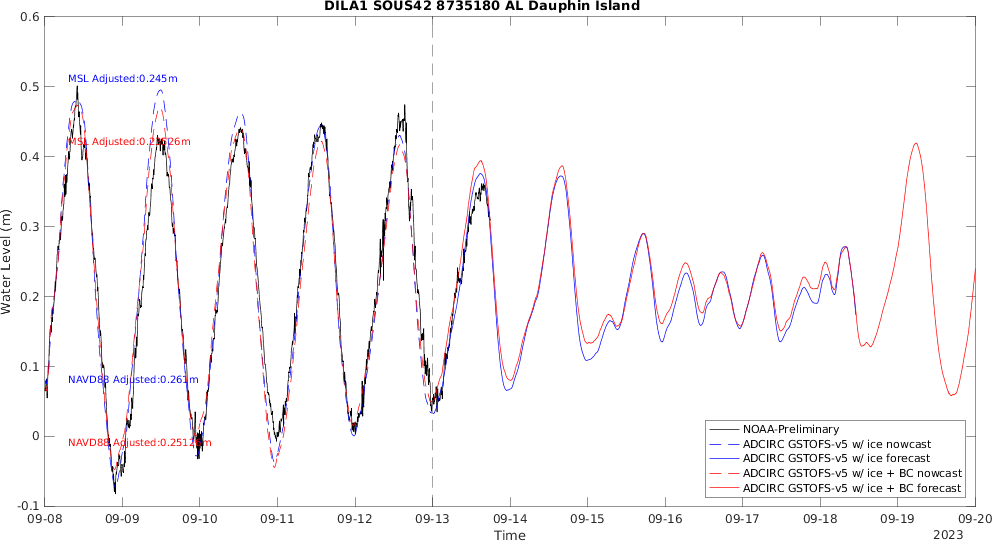 DILA1 SOUS42 8735180 AL Dauphin Island
0.6
0.5
0.4
0.3
0.2
0.1
0
-0.1
Water Level (m)
MSL Adjusted:0.245m
NAVD88 Adjusted:0.261m
NOAA-Preliminary
ADCIRC GSTOFS-v5 w/ ice nowcast
ADCIRC GSTOFS-v5 w/ ice forecast
ADCIRC GSTOFS-v5 w/ ice + BC nowcast
ADCIRC GSTOFS-v5 w/ ice + BC forecast
09-08 09-09 09-10 09-11 09-12 09-13 09-14 09-15 09-16 09-17 09-18 09-19 09-20
Time
2023